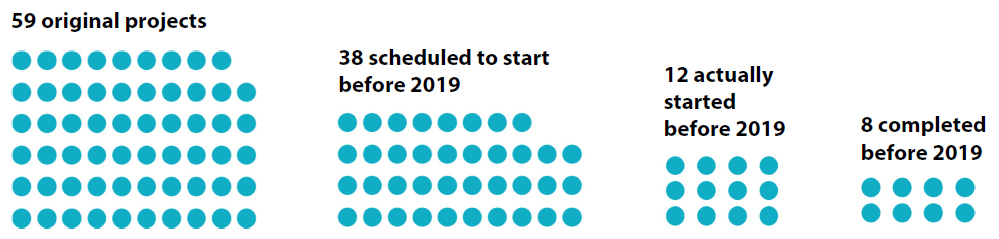 59 original projects
38 scheduled to start
before 2019
12 actually
started
before 2019
8 completed
before 2019